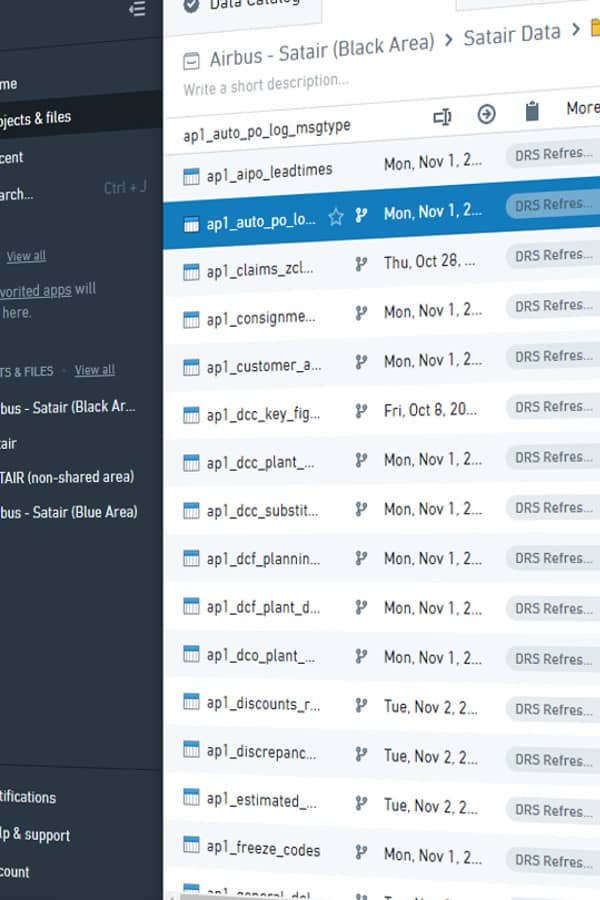 Data Catalog
Airbus - Satair (Black Area) > Satair Data >
Write a short description...
ap1_auto_po_log_msgtype
More
ap1_aipo_leadtimes Mon, Nov 1, 2... DRS Refres...
ap1_auto_po_lo... Mon, Nov 1, 2... DRS Refres...
ap1_claims_zcl... Thu, Oct 28, ... DRS Refres...
ap1_consignme... Mon, Nov 1, 2... DRS Refres...
ap1_customer_a... Mon, Nov 1, 2... DRS Refres...
ap1_dcc_key_fig... Fri, Oct 8, 20... DRS Refres...
ap1_dcc_plant_... Mon, Nov 1, 2... DRS Refres...
ap1_dcc_substit... Mon, Nov 1, 2... DRS Refres...
ap1_dcf_plannin... Mon, Nov 1, 2... DRS Refres...
ap1_dcf_plant_d... Mon, Nov 1, 2... DRS Refres...
ap1_dco_plant_... Mon, Nov 1, 2... DRS Refres...
ap1_discounts_r... Tue, Nov 2, 2... DRS Refres...
ap1_discrepanc... Tue, Nov 2, 2... DRS Refres...
ap1_estimated_... Tue, Nov 2, 2... DRS Refres...
ap1_freeze_codes Mon, Nov 1, 2... DRS Refres...
me
ojects & files
cent
arch... Ctrl + J
View all
vorited apps will
here.
TS & FILES · View all
bus - Satair (Black Ar...
air
TAIR (non-shared area)
bus - Satair (Blue Area)
tifications
lp & support
count